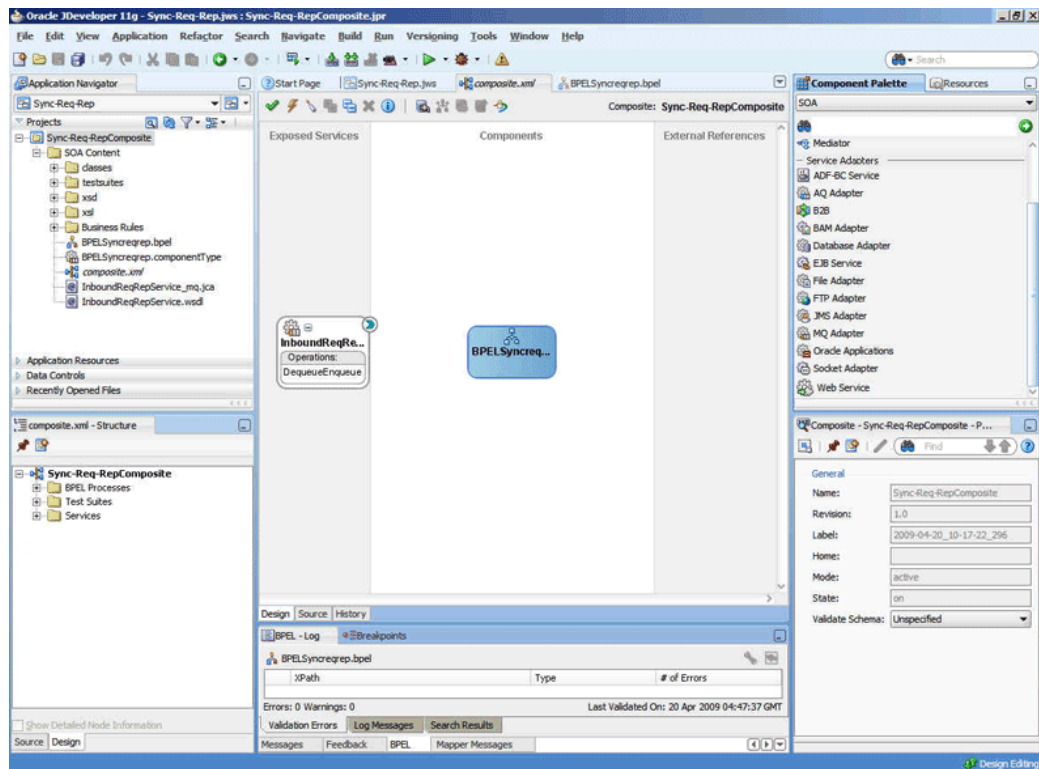 Oracle JDeveloper 11g - Sync-Req-Rep.jws : Sync-Req-RepComposite.jpr
File Edit View Application Refactor Search Navigate Build Run Versioning Tools Window Help
Search
Application Navigator
Sync-Req-Rep
Projects
Sync-Req-RepComposite
SOA Content
classes
testsuites
xsd
xsl
Business Rules
BPELSyncreqrep.bpel
BPELSyncreqrep.componentType
composite.xml
InboundReqRepService_mq.jca
InboundReqRepService.wsdl
Application Resources
Data Controls
Recently Opened Files
composite.xml - Structure
Sync-Req-RepComposite
BPEL Processes
Test Suites
Services
Show Detailed Node Information
Source Design
Start Page Sync-Req-Rep.jws composite.xml BPELSyncreqrep.bpel
Composite: Sync-Req-RepComposite
Exposed Services Components External References
InboundReqRe...
Operations:
DequeueEnqueue
BPELSyncreq...
Design Source History
BPEL - Log Breakpoints
BPELSyncreqrep.bpel
XPath Type # of Errors
Errors: 0 Warnings: 0 Last Validated On: 20 Apr 2009 04:47:37 GMT
Validation Errors Log Messages Search Results
Messages Feedback BPEL Mapper Messages
Component Palette Resources
SOA
Mediator
Service Adapters
ADF-BC Service
AQ Adapter
B2B
BAM Adapter
Database Adapter
EJB Service
File Adapter
FTP Adapter
JMS Adapter
MQ Adapter
Oracle Applications
Socket Adapter
Web Service
Composite - Sync-Req-RepComposite - P...
Find
General
Name: Sync-Req-RepComposite
Revision: 1.0
Label: 2009-04-20_10-17-22_296
Home:
Mode: active
State: on
Validate Schema: Unspecified
Design Editing